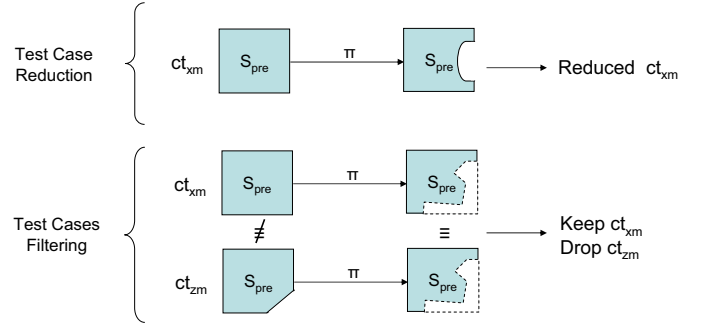 Test Case
Reduction
ct_xm
S_pre
π
S_pre
Reduced ct_xm
Test Cases
Filtering
ct_xm
S_pre
π
S_pre
≢
≡
Keep ct_xm
Drop ct_zm
ct_zm
S_pre
π
S_pre